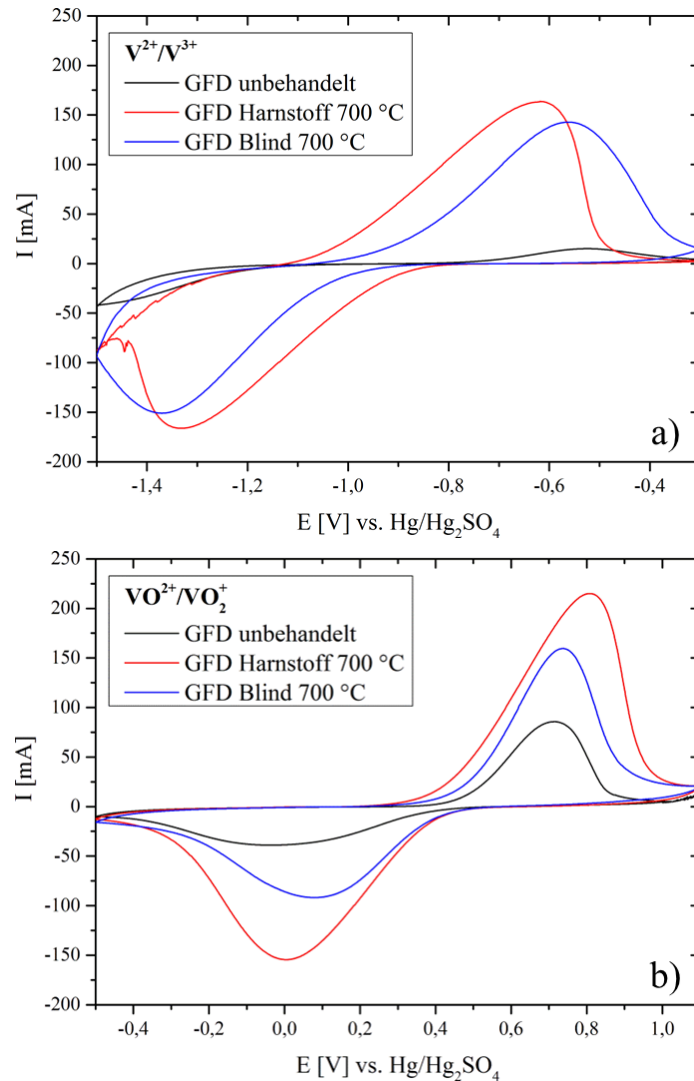 250
200
150
100
50
0
-50
-100
-150
-200
I [mA]
V²⁺/V³⁺
GFD unbehandelt
GFD Harnstoff 700 °C
GFD Blind 700 °C
a)
-1,4 -1,2 -1,0 -0,8 -0,6 -0,4
E [V] vs. Hg/Hg₂SO₄
250
200
150
100
50
0
-50
-100
-150
-200
I [mA]
VO²⁺/VO₂⁺
GFD unbehandelt
GFD Harnstoff 700 °C
GFD Blind 700 °C
b)
-0,4 -0,2 0,0 0,2 0,4 0,6 0,8 1,0
E [V] vs. Hg/Hg₂SO₄